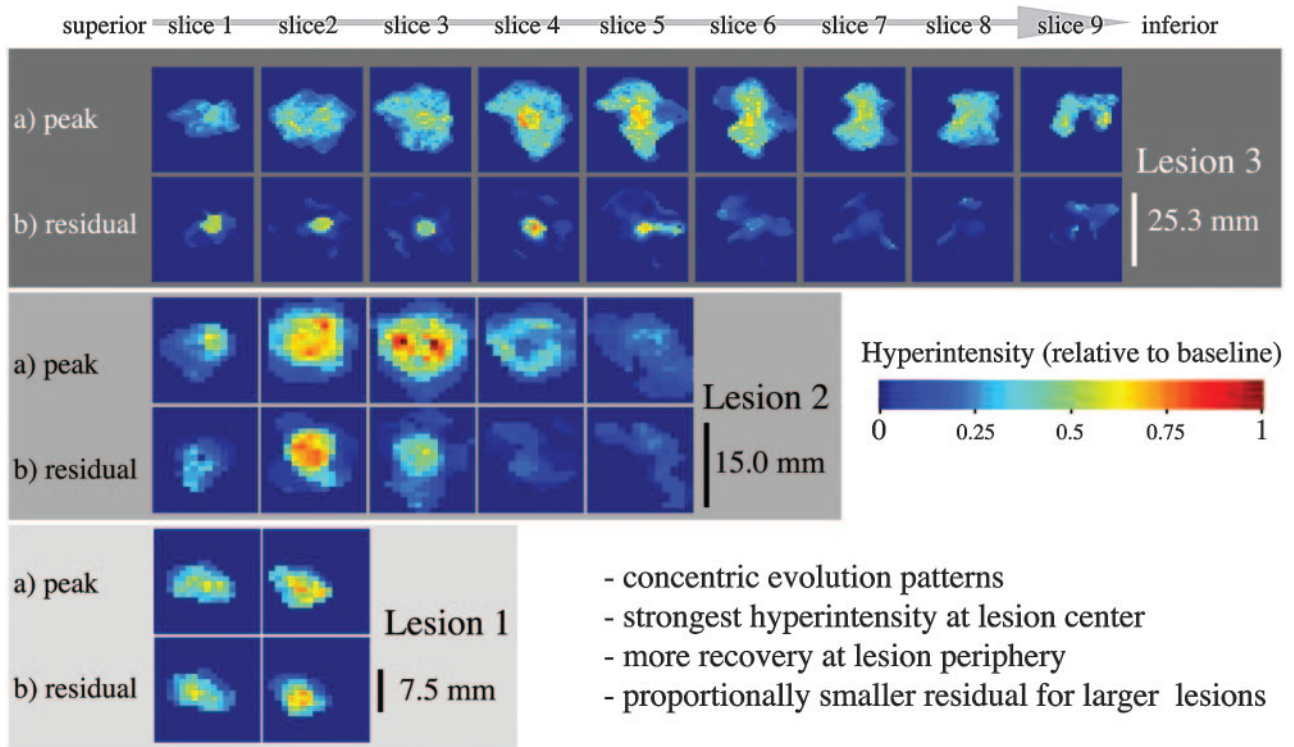 superior slice 1 slice2 slice 3 slice 4 slice 5 slice 6 slice 7 slice 8 slice 9 inferior
a) peak
b) residual
Lesion 3
25.3 mm
a) peak
b) residual
Lesion 2
15.0 mm
Hyperintensity (relative to baseline)
0 0.25 0.5 0.75 1
a) peak
b) residual
Lesion 1
7.5 mm
- concentric evolution patterns
- strongest hyperintensity at lesion center
- more recovery at lesion periphery
- proportionally smaller residual for larger lesions